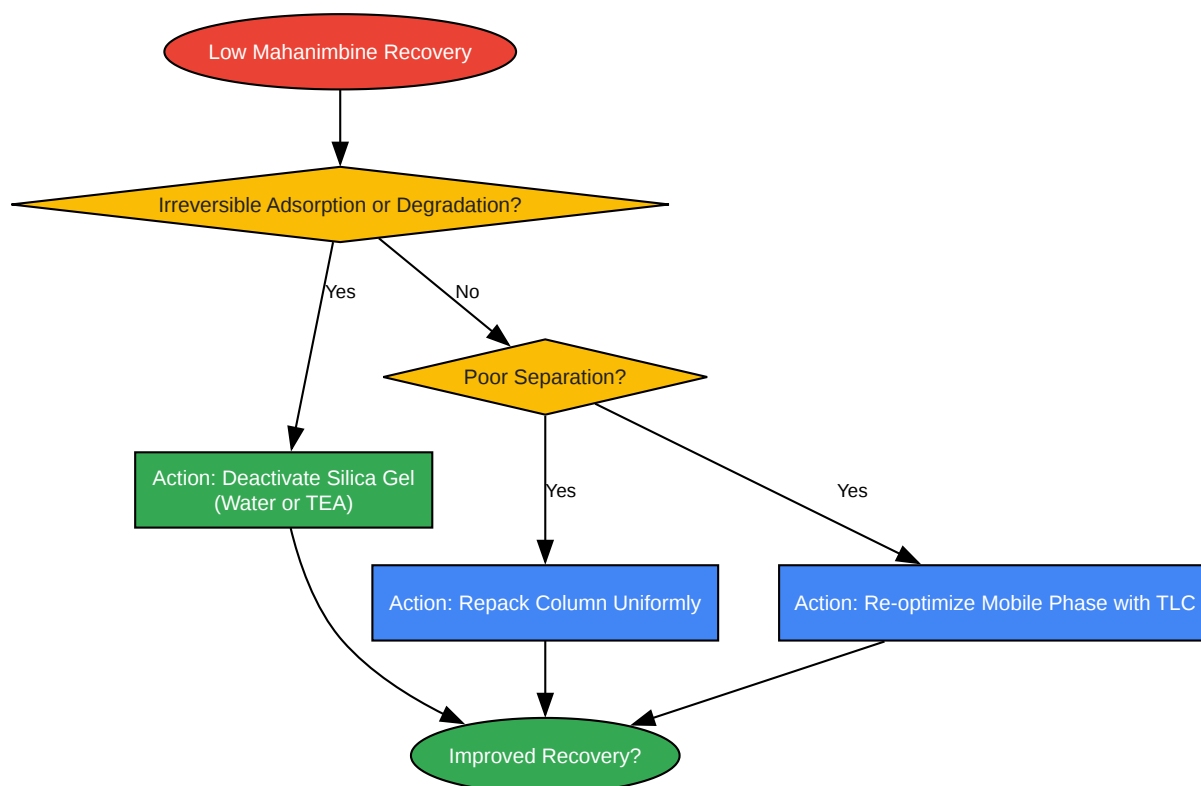 Low Mahanimbine Recovery
Irreversible Adsorption or Degradation?
Yes
No
Poor Separation?
Action: Deactivate Silica Gel
(Water or TEA)
Yes
Yes
Action: Repack Column Uniformly
Action: Re-optimize Mobile Phase with TLC
Improved Recovery?